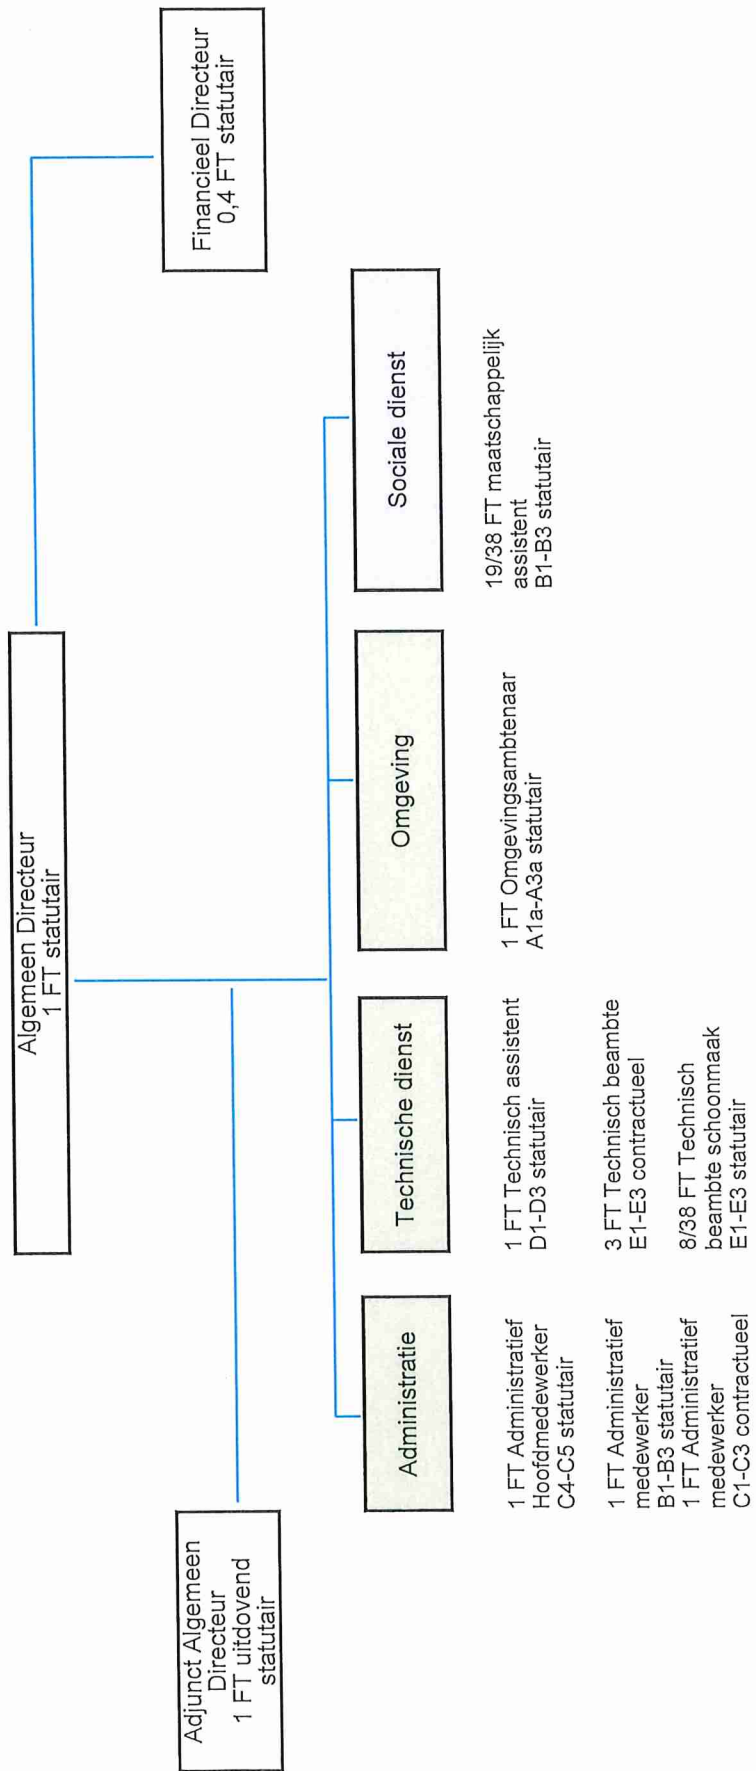 Algemeen Directeur
1 FT statutair
Adjunct Algemeen
Directeur
1 FT uitdovend
statutair
Financieel Directeur
0,4 FT statutair
Administratie
1 FT Administratief
Hoofdmedewerker
C4-C5 statutair
1 FT Administratief
medewerker
B1-B3 statutair
1 FT Administratief
medewerker
C1-C3 contractueel
Technische dienst
1 FT Technisch assistent
D1-D3 statutair
3 FT Technisch beambte
E1-E3 contractueel
8/38 FT Technisch
beambte schoonmaak
E1-E3 statutair
Omgeving
1 FT Omgevingsambtenaar
A1a-A3a statutair
Sociale dienst
19/38 FT maatschappelijk
assistent
B1-B3 statutair